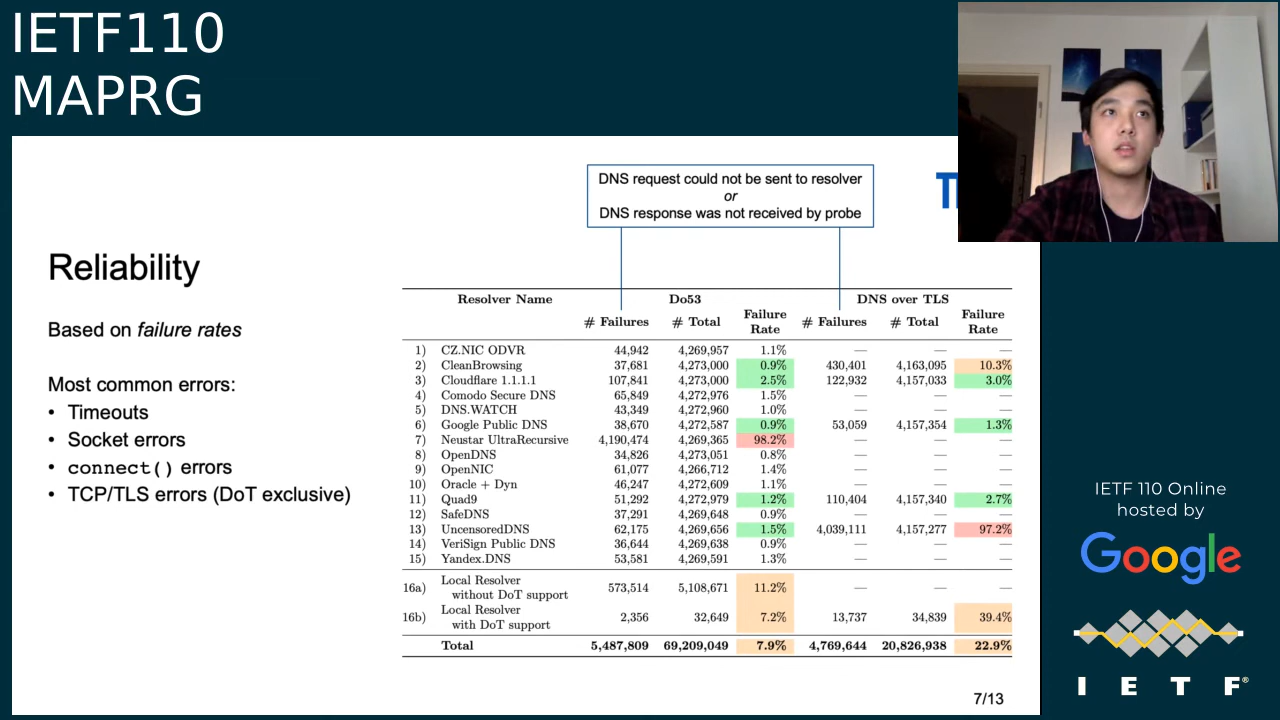 IETF110
MAPRG
DNS request could not be sent to resolver
or
DNS response was not received by probe
Reliability
Based on failure rates
Most common errors:
• Timeouts
• Socket errors
• connect() errors
• TCP/TLS errors (DoT exclusive)
Resolver Name Do53 DNS over TLS
# Failures # Total Failure Rate # Failures # Total Failure Rate
1) CZ.NIC ODVR 44,942 4,269,957 1.1% — — —
2) CleanBrowsing 37,681 4,273,000 0.9% 430,401 4,163,095 10.3%
3) Cloudflare 1.1.1.1 107,841 4,273,000 2.5% 122,932 4,157,033 3.0%
4) Comodo Secure DNS 65,849 4,272,976 1.5% — — —
5) DNS.WATCH 43,349 4,272,960 1.0% — — —
6) Google Public DNS 38,670 4,272,587 0.9% 53,059 4,157,354 1.3%
7) Neustar UltraRecursive 4,190,474 4,269,365 98.2% — — —
8) OpenDNS 34,826 4,273,051 0.8% — — —
9) OpenNIC 61,077 4,266,712 1.4% — — —
10) Oracle + Dyn 46,247 4,272,609 1.1% — — —
11) Quad9 51,292 4,272,979 1.2% 110,404 4,157,340 2.7%
12) SafeDNS 37,291 4,269,648 0.9% — — —
13) UncensoredDNS 62,175 4,269,656 1.5% 4,039,111 4,157,277 97.2%
14) VeriSign Public DNS 36,644 4,269,638 0.9% — — —
15) Yandex.DNS 53,581 4,269,591 1.3% — — —
16a) Local Resolver
without DoT support 573,514 5,108,671 11.2% — — —
16b) Local Resolver
with DoT support 2,356 32,649 7.2% 13,737 34,839 39.4%
Total 5,487,809 69,209,049 7.9% 4,769,644 20,826,938 22.9%
7/13
IETF 110 Online
hosted by
Google
I E T F®